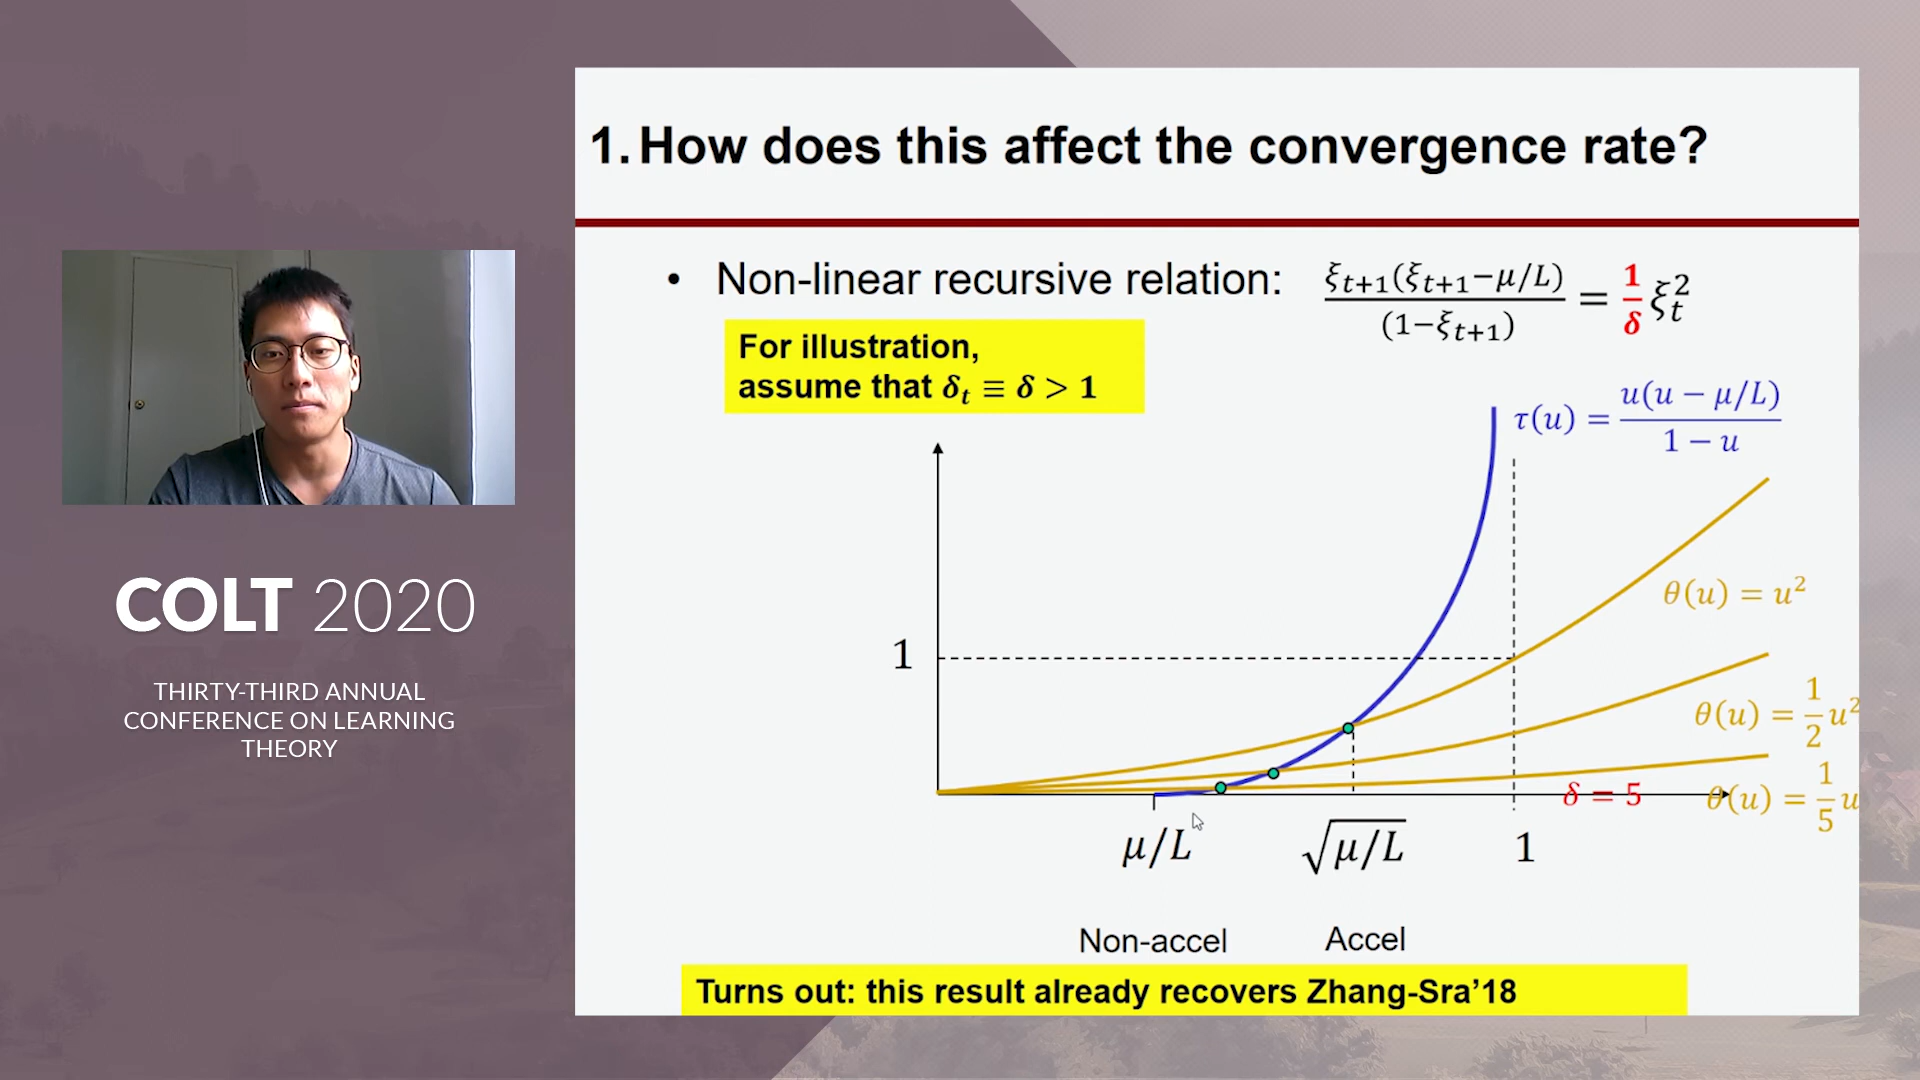 COLT 2020
THIRTY-THIRD ANNUAL
CONFERENCE ON LEARNING
THEORY
1. How does this affect the convergence rate?
• Non-linear recursive relation: ξ_{t+1}(ξ_{t+1}−μ/L) / (1−ξ_{t+1}) = 1/δ ξ_t^2
For illustration,
assume that δ_t ≡ δ > 1
τ(u) = u(u − μ/L) / 1 − u
θ(u) = u²
1
θ(u) = 1/2 u²
δ = 5
θ(u) = 1/5 u
μ/L
√μ/L
1
Non-accel
Accel
Turns out: this result already recovers Zhang-Sra’18